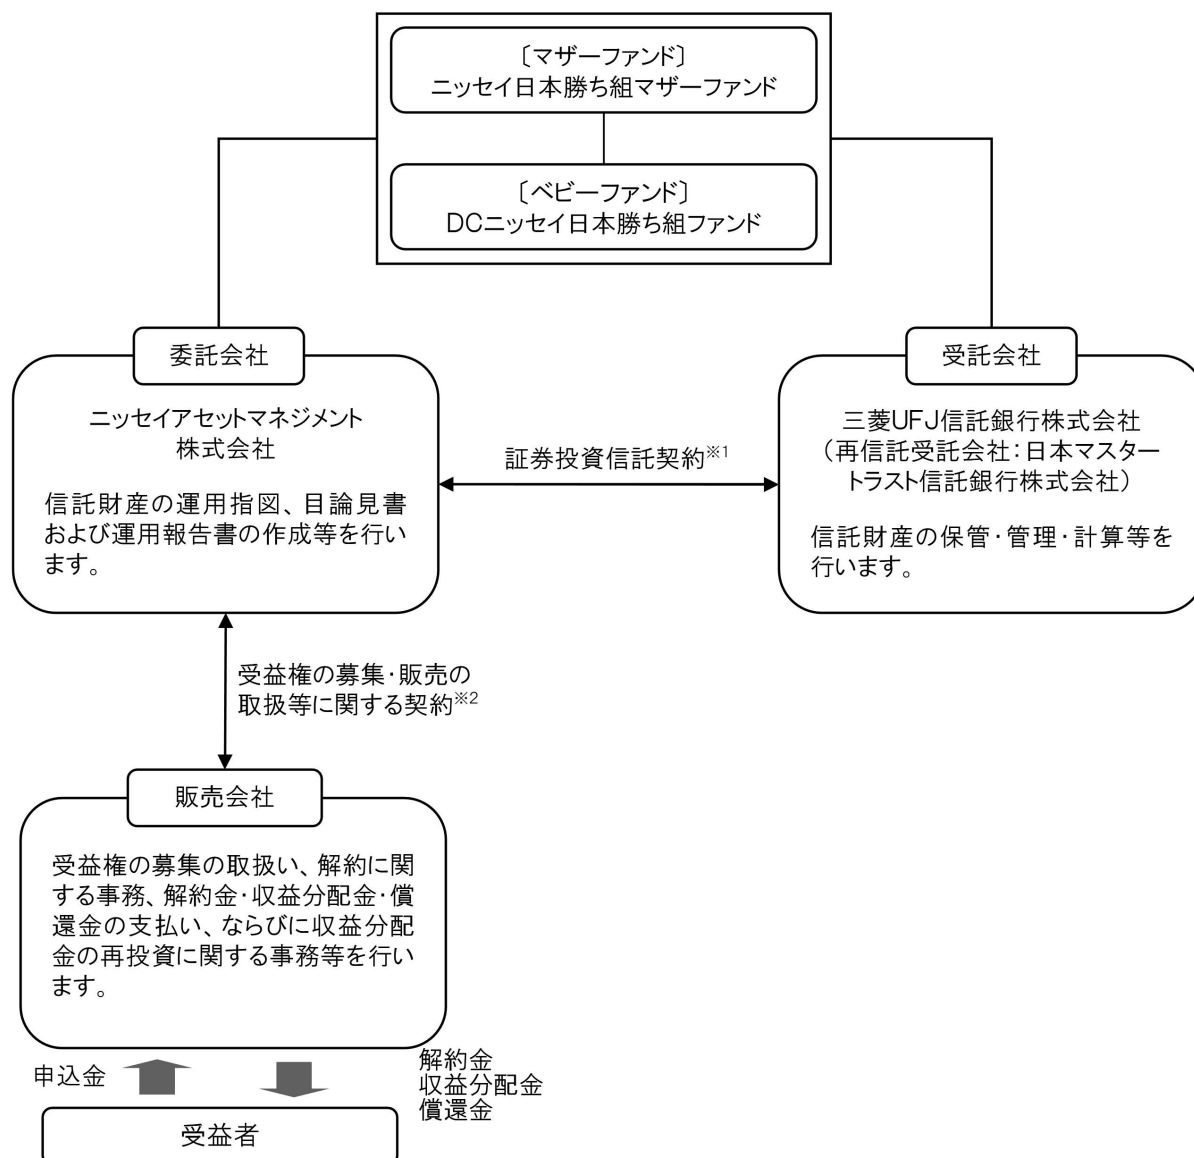 〔マザーファンド〕
ニッセイ日本勝ち組マザーファンド
〔ベビーファンド〕
DCニッセイ日本勝ち組ファンド
委託会社
ニッセイアセットマネジメント
株式会社
信託財産の運用指図、目論見書
および運用報告書の作成等を行い
ます。
証券投資信託契約※1
受託会社
三菱UFJ信託銀行株式会社
（再信託受託会社：日本マスター
トラスト信託銀行株式会社）
信託財産の保管・管理・計算等を
行います。
受益権の募集・販売の
取扱等に関する契約※2
販売会社
受益権の募集の取扱い、解約に関
する事務、解約金・収益分配金・償
還金の支払い、ならびに収益分配
金の再投資に関する事務等を行い
ます。
申込金
解約金
収益分配金
償還金
受益者